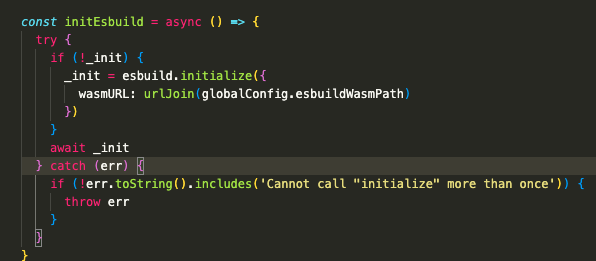 const initEsbuild = async () => {
  try {
    if (!_init) {
      _init = esbuild.initialize({
        wasmURL: urlJoin(globalConfig.esbuildWasmPath)
      })
    }
    await _init
  } catch (err) {
    if (!err.toString().includes('Cannot call "initialize" more than once')) {
      throw err
    }
  }
}